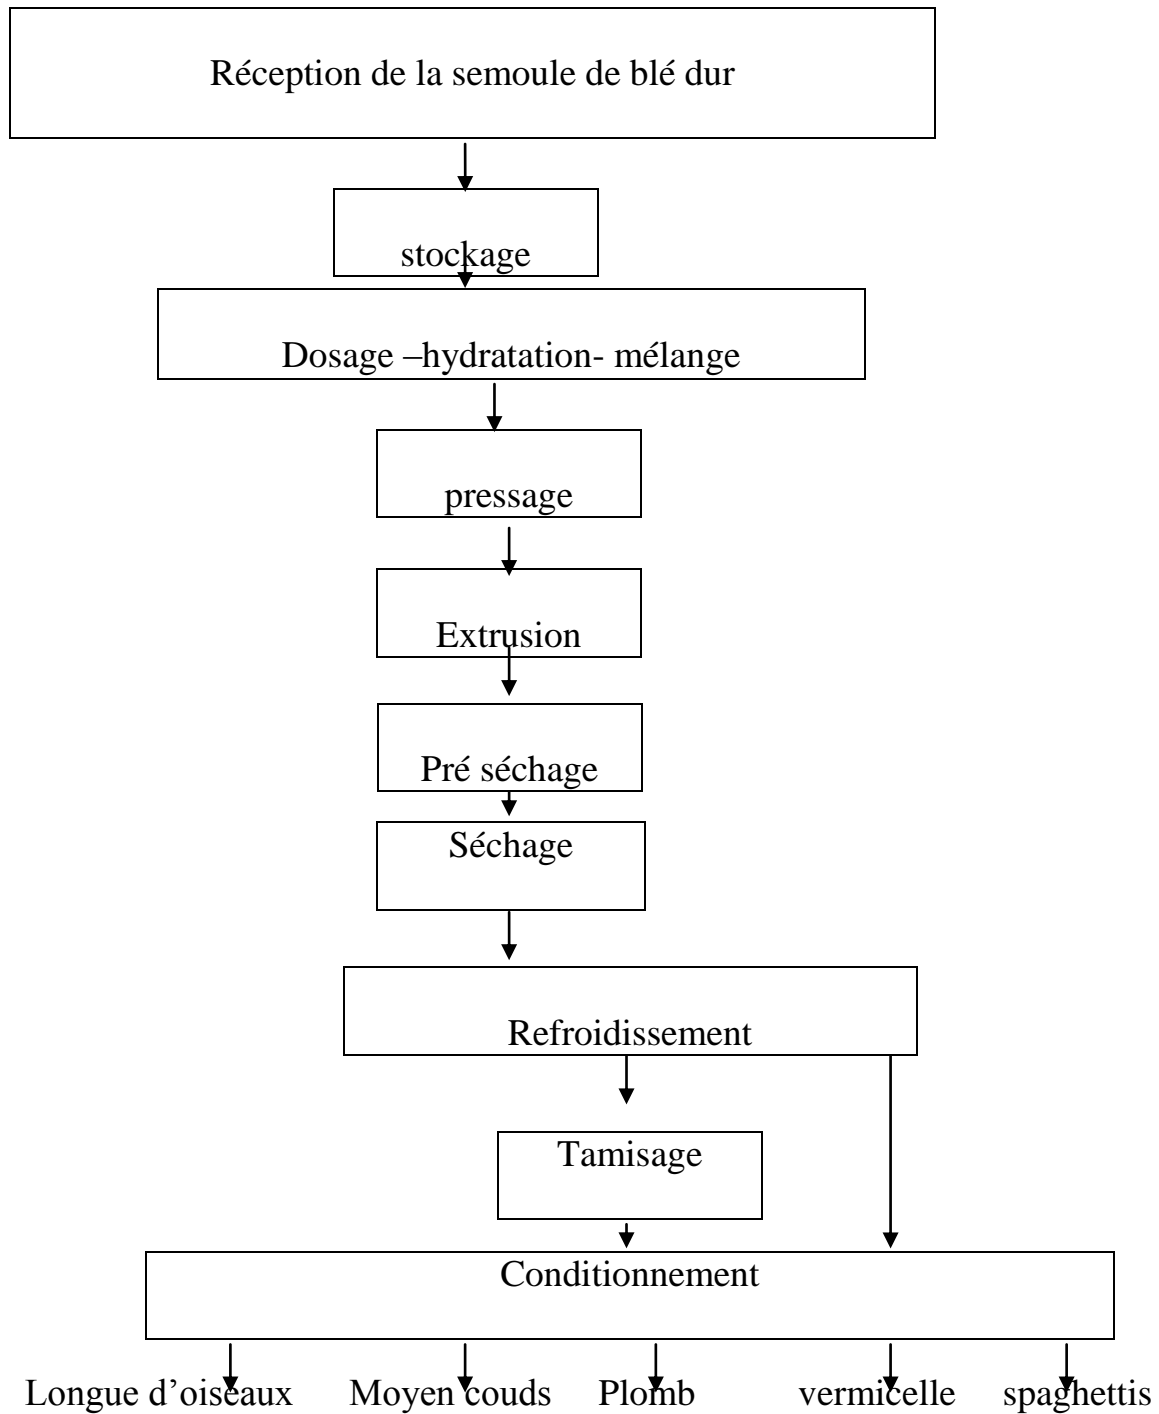 Réception de la semoule de blé dur
stockage
Dosage –hydratation- mélange
pressage
Extrusion
Pré séchage
Séchage
Refroidissement
Tamisage
Conditionnement
Longue d’oiseaux Moyen couds Plomb vermicelle spaghettis